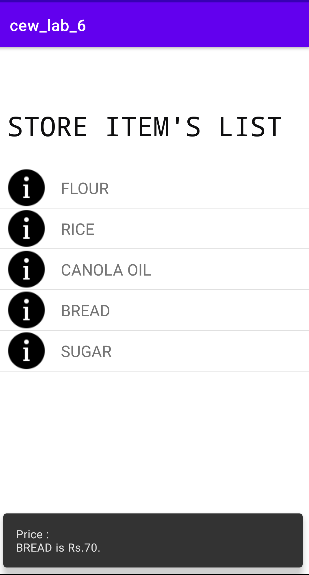 cew_lab_6
STORE ITEM'S LIST
i FLOUR
i RICE
i CANOLA OIL
i BREAD
i SUGAR
Price :
BREAD is Rs.70.